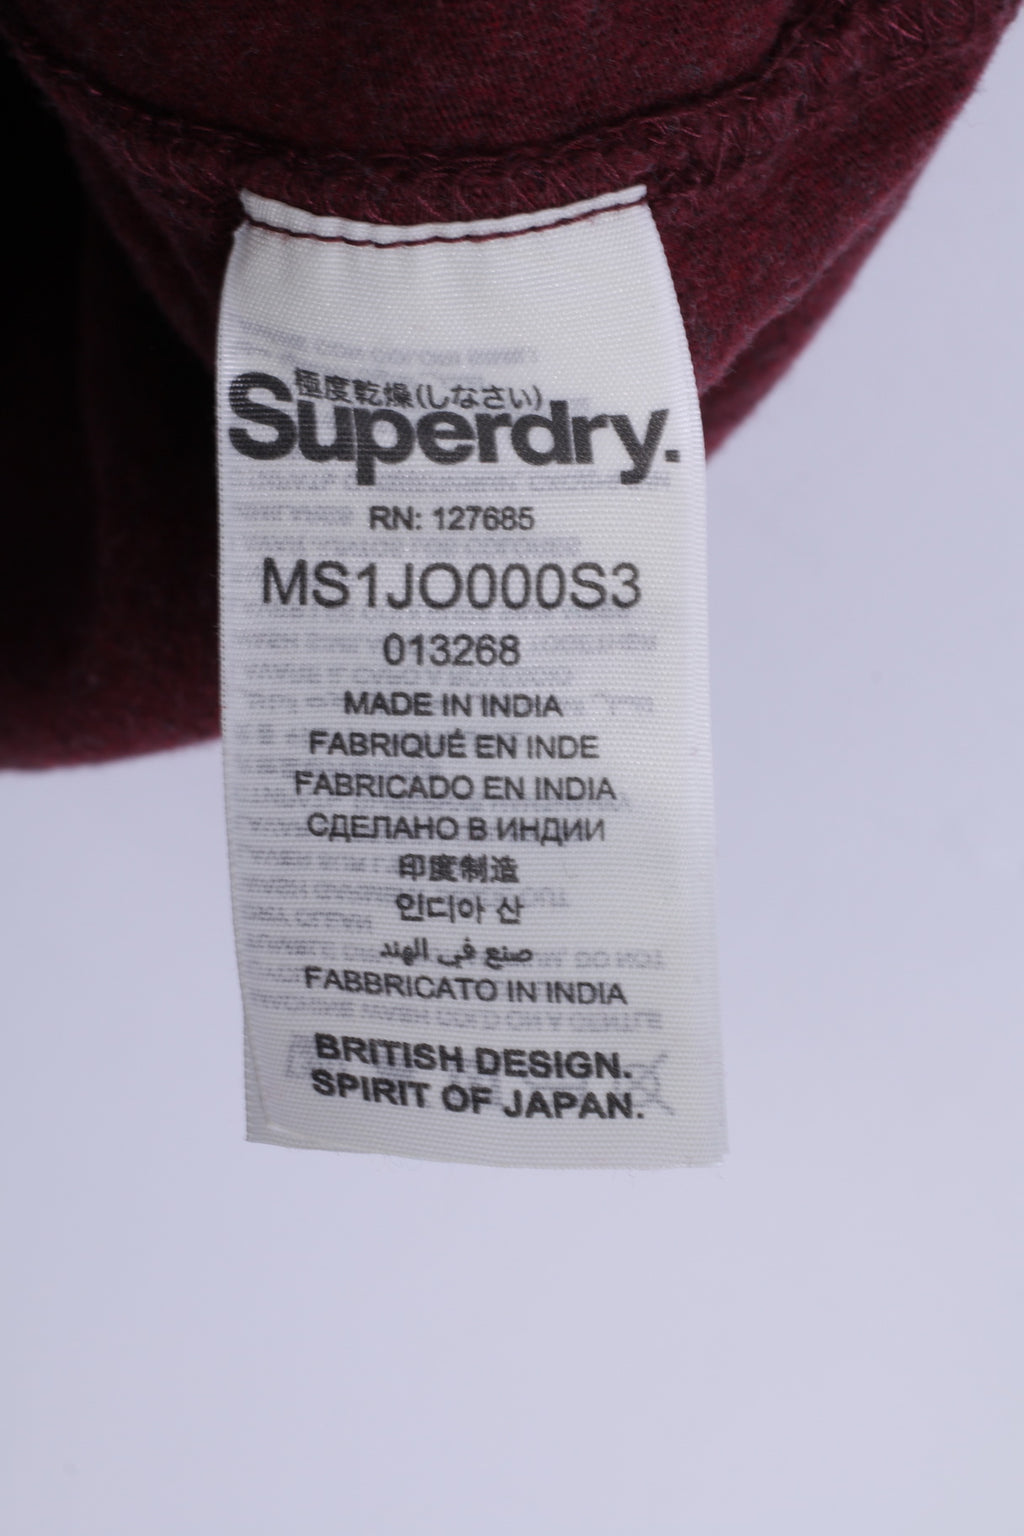 極度乾燥(しなさい)
Superdry.
RN: 127685
MS1JO000S3
013268
MADE IN INDIA
FABRIQUÉ EN INDE
FABRICADO EN INDIA
СДЕЛАНО В ИНДИИ
印度制造
인디아 산
صنع في الهند
FABBRICATO IN INDIA
BRITISH DESIGN.
SPIRIT OF JAPAN.